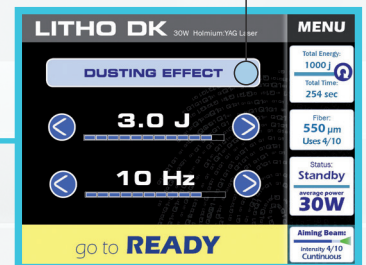 LITHO DK 30W Holmium:YAG Laser
MENU
DUSTING EFFECT
3.0 J
10 Hz
go to READY
Total Energy:
1000 j
Total Time:
254 sec
Fiber:
550 µm
Uses 4/10
Status:
Standby
average power
30W
Aiming Beam:
intensity 4/10
Cuntinuous